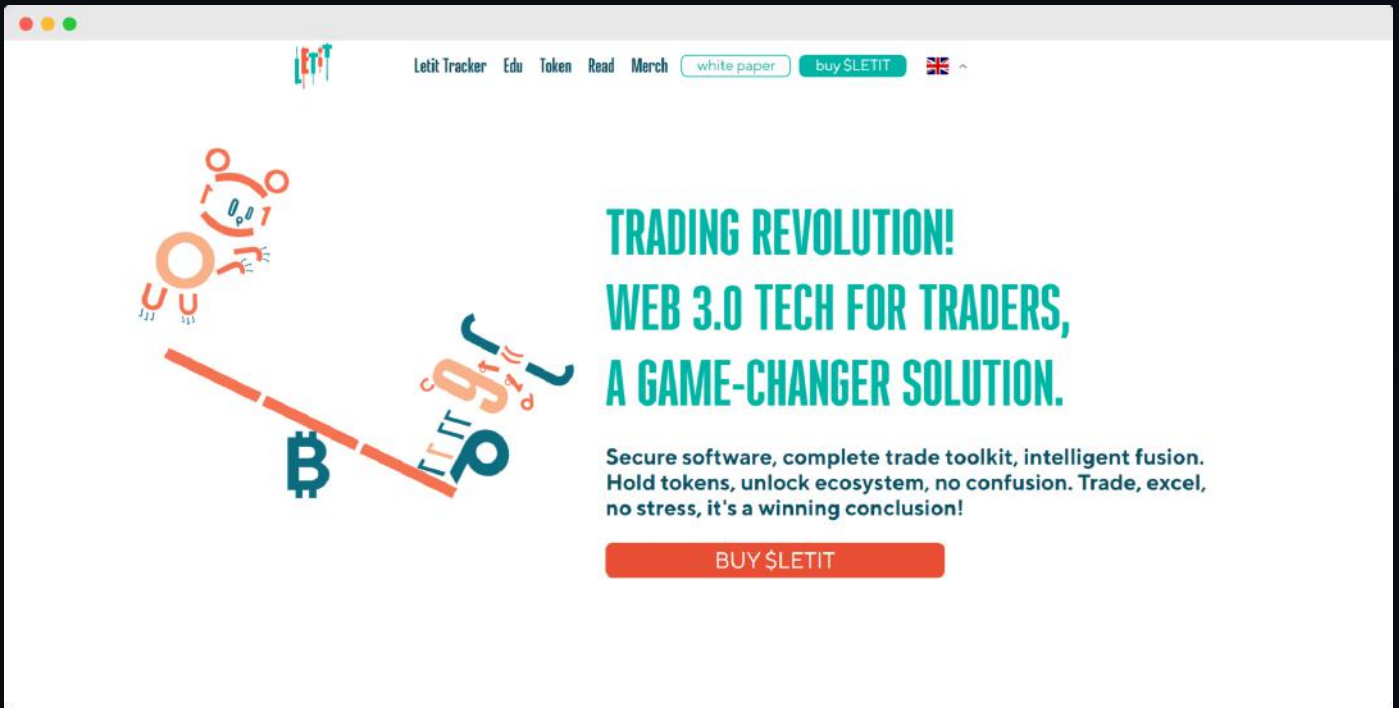 LETIT
Letit Tracker Edu Token Read Merch white paper buy $LETIT
TRADING REVOLUTION!
WEB 3.0 TECH FOR TRADERS,
A GAME-CHANGER SOLUTION.
Secure software, complete trade toolkit, intelligent fusion.
Hold tokens, unlock ecosystem, no confusion. Trade, excel,
no stress, it's a winning conclusion!
BUY $LETIT